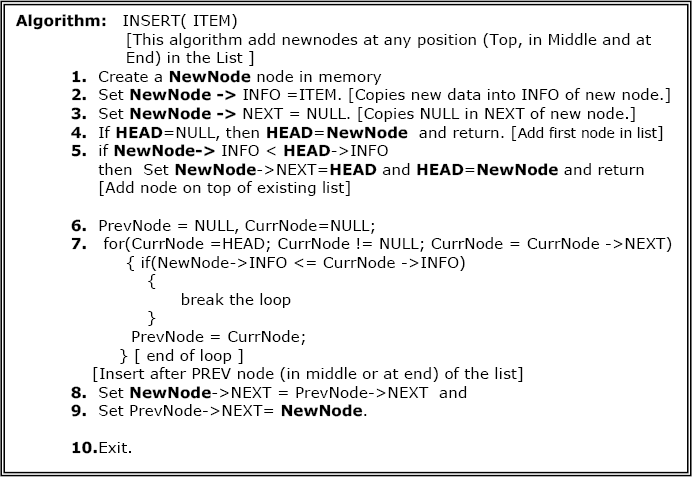 Algorithm: INSERT( ITEM)
[This algorithm add newnodes at any position (Top, in Middle and at
End) in the List ]
1. Create a NewNode node in memory
2. Set NewNode -> INFO =ITEM. [Copies new data into INFO of new node.]
3. Set NewNode -> NEXT = NULL. [Copies NULL in NEXT of new node.]
4. If HEAD=NULL, then HEAD=NewNode and return. [Add first node in list]
5. if NewNode-> INFO < HEAD->INFO
then Set NewNode->NEXT=HEAD and HEAD=NewNode and return
[Add node on top of existing list]
6. PrevNode = NULL, CurrNode=NULL;
7. for(CurrNode =HEAD; CurrNode != NULL; CurrNode = CurrNode ->NEXT)
{ if(NewNode->INFO <= CurrNode ->INFO)
{
break the loop
}
PrevNode = CurrNode;
} [ end of loop ]
[Insert after PREV node (in middle or at end) of the list]
8. Set NewNode->NEXT = PrevNode->NEXT and
9. Set PrevNode->NEXT= NewNode.
10.Exit.